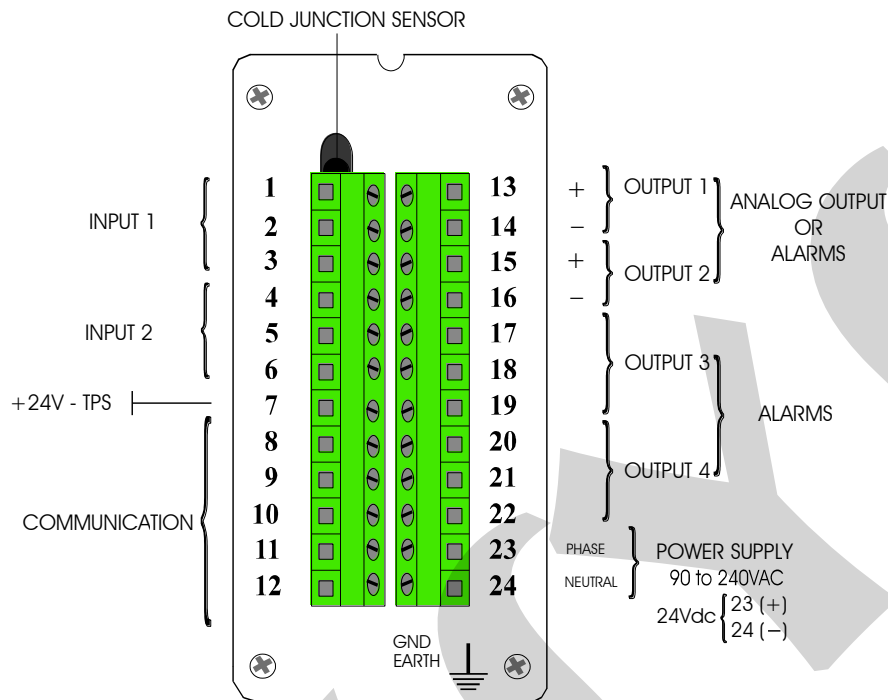 COLD JUNCTION SENSOR
INPUT 1
INPUT 2
+24V - TPS
COMMUNICATION
1
2
3
4
5
6
7
8
9
10
11
12
13
14
15
16
17
18
19
20
21
22
23
24
+
−
+
−
OUTPUT 1
OUTPUT 2
ANALOG OUTPUT
OR
ALARMS
OUTPUT 3
OUTPUT 4
ALARMS
PHASE
NEUTRAL
POWER SUPPLY
90 to 240VAC
24Vdc
23 (+)
24 (−)
GND
EARTH